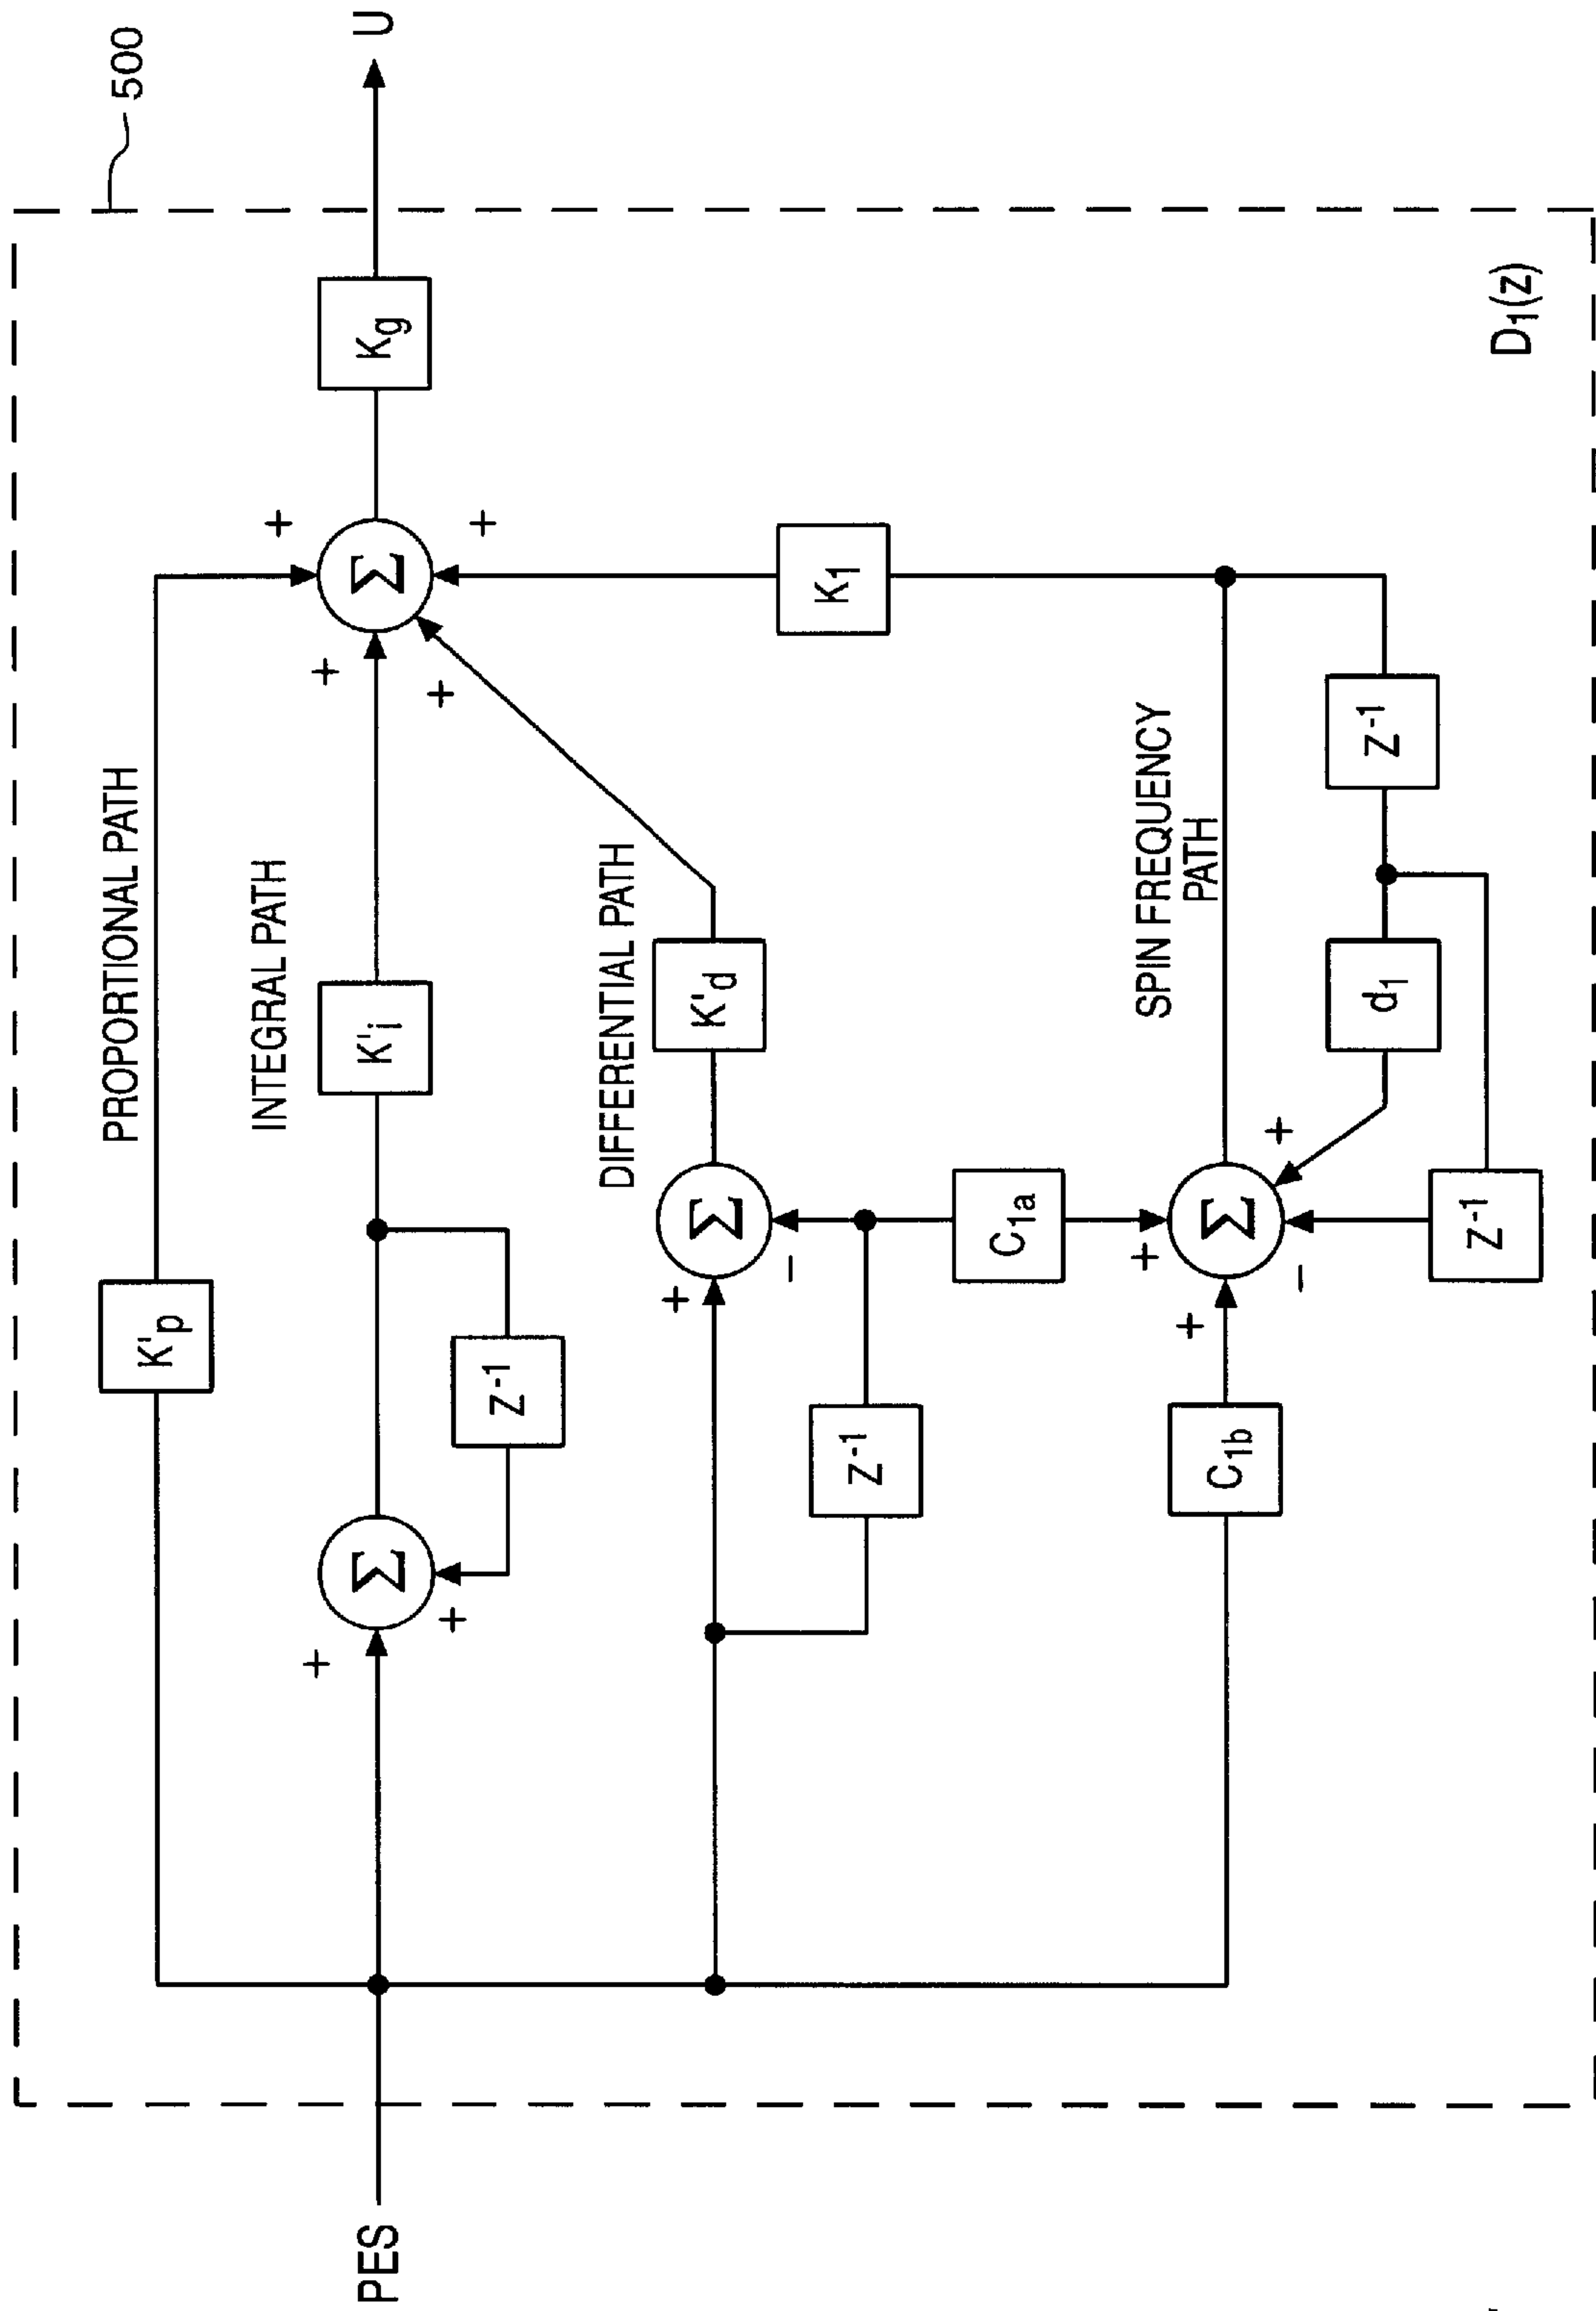 500
PROPORTIONAL PATH
K'p
+
INTEGRAL PATH
PES
+
Σ
+
Z⁻¹
K'i
+
Σ
+
+
Kg
U
DIFFERENTIAL PATH
+
Σ
-
K'd
Z⁻¹
C1a
K1
SPIN FREQUENCY
PATH
C1b
+
+
Σ
+
-
d1
Z⁻¹
Z⁻¹
D1(z)